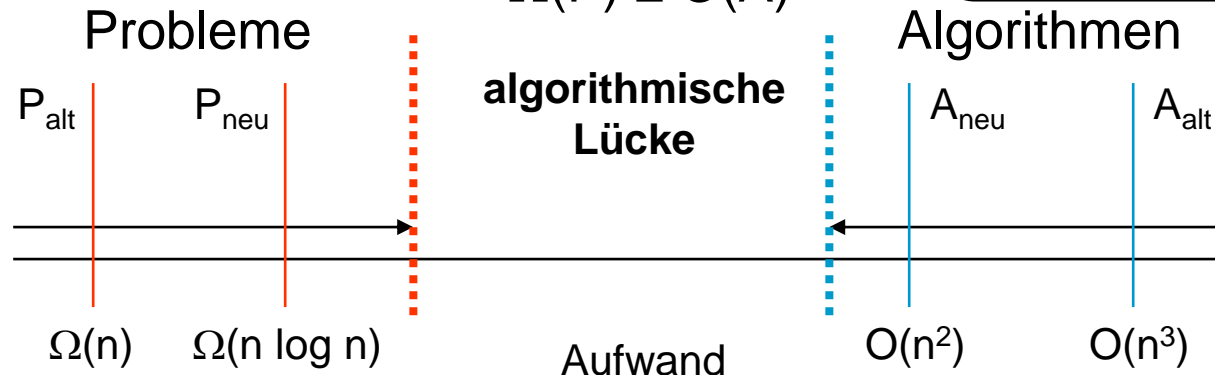 Probleme
Algorithmen
P_alt
P_neu
algorithmische
Lücke
A_neu
A_alt
Ω(n)
Ω(n log n)
Aufwand
O(n²)
O(n³)